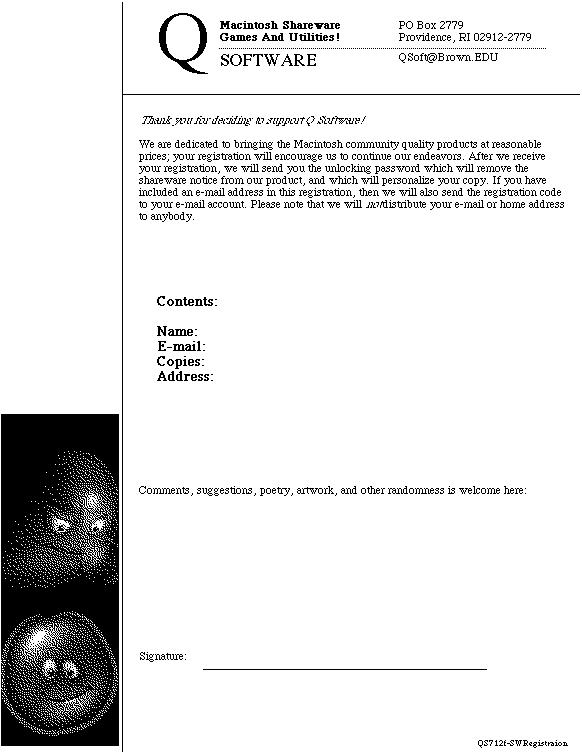 Q
Macintosh Shareware
Games And Utilities!
SOFTWARE
PO Box 2779
Providence, RI 02912-2779
QSoft@Brown.EDU
Thank you for deciding to support Q Software!
We are dedicated to bringing the Macintosh community quality products at reasonable
prices; your registration will encourage us to continue our endeavors. After we receive
your registration, we will send you the unlocking password which will remove the
shareware notice from our product, and which will personalize your copy. If you have
included an e-mail address in this registration, then we will also send the registration code
to your e-mail account. Please note that we will not distribute your e-mail or home address
to anybody.
Contents:
Name:
E-mail:
Copies:
Address:
Comments, suggestions, poetry, artwork, and other randomness is welcome here:
Signature:
QS712f-SWRegistraion